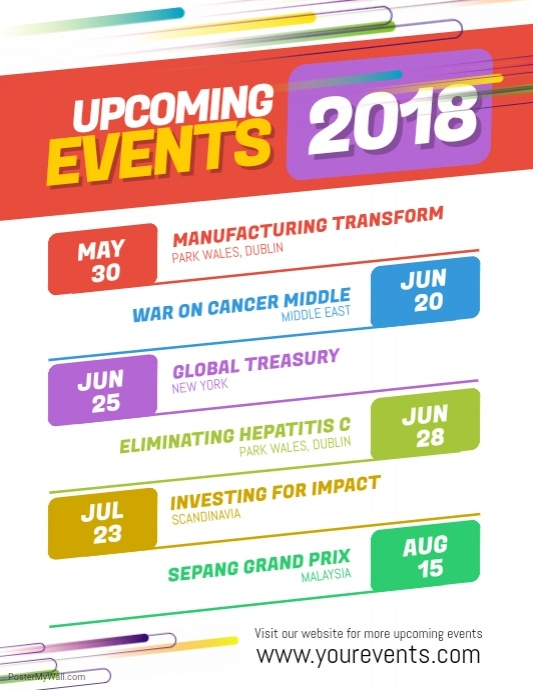 UPCOMING
EVENTS
2018
MAY
30
MANUFACTURING TRANSFORM
PARK WALES, DUBLIN
WAR ON CANCER MIDDLE
MIDDLE EAST
JUN
20
JUN
25
GLOBAL TREASURY
NEW YORK
ELIMINATING HEPATITIS C
PARK WALES, DUBLIN
JUN
28
JUL
23
INVESTING FOR IMPACT
SCANDINAVIA
SEPANG GRAND PRIX
MALAYSIA
AUG
15
Visit our website for more upcoming events
www.yourevents.com
PosterMyWall.com